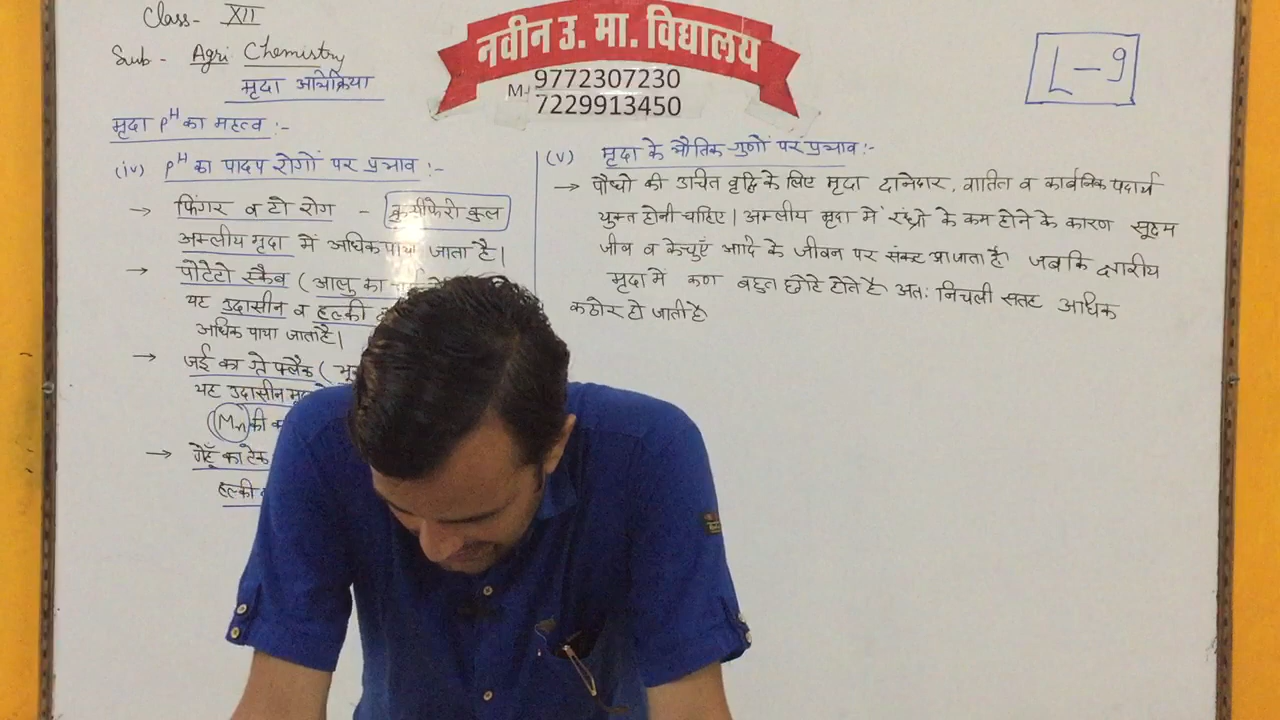 Class- XII
Sub - Agri Chemistry
मृदा अभिक्रिया
नवीन उ. मा. विद्यालय
M- 9772307230
7229913450
L-9
मृदा pH का महत्व :-
(iv) pH का पादप रोगों पर प्रभाव :-
→ फिंगर व टो रोग - क्रुसीफेरी कुल
अम्लीय मृदा में अधिक पाया जाता है।
→ पोटेटो स्कैब (आलु का
यह उदासीन व हल्की
अधिक पाया जाता है।
→ जई का ग्रे फ्लैक (
यह उदासीन
(Mn) की
→ गेहूँ का टेक
हल्की
(v) मृदा के भौतिक गुणों पर प्रभाव :-
→ पौधों की उचित वृद्धि के लिए मृदा दानेदार, वातित व कार्बनिक पदार्थ
युक्त होनी चाहिए। अम्लीय मृदा में रंध्रों के कम होने के कारण सूक्ष्म
जीव व केचुएँ आदि के जीवन पर संकट आ जाता है जबकि क्षारीय
मृदा में कण बहुत छोटे होते है अतः निचली सतह अधिक
कठोर हो जाती है